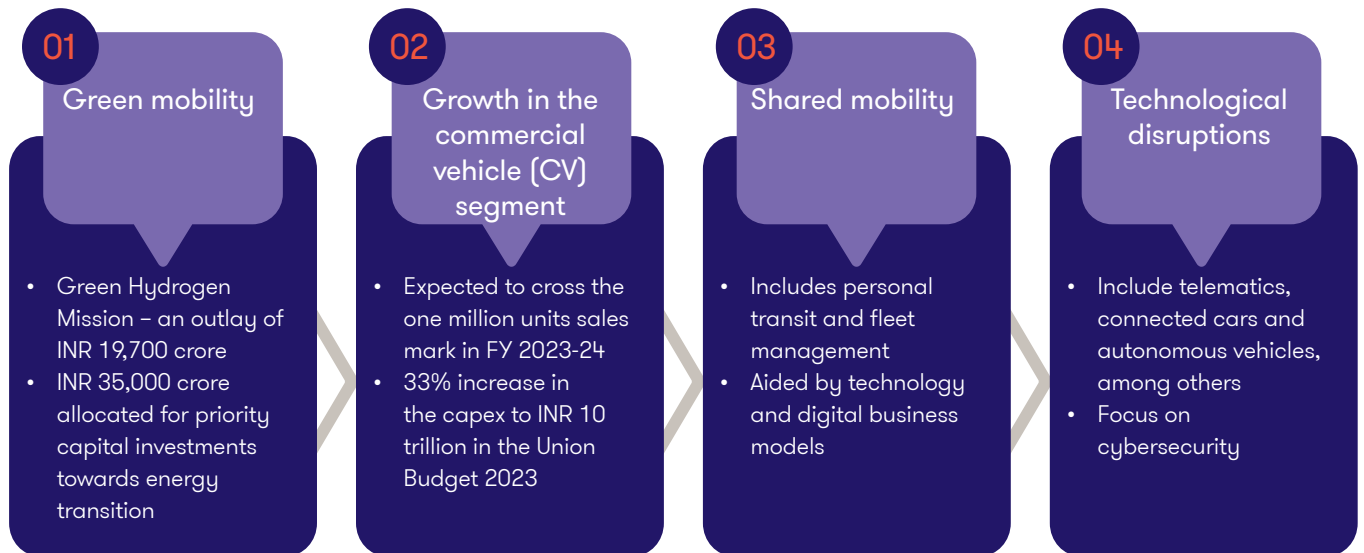 01
Green mobility
• Green Hydrogen
Mission – an outlay of
INR 19,700 crore
• INR 35,000 crore
allocated for priority
capital investments
towards energy
transition
02
Growth in the
commercial
vehicle (CV)
segment
• Expected to cross the
one million units sales
mark in FY 2023-24
• 33% increase in
the capex to INR 10
trillion in the Union
Budget 2023
03
Shared mobility
• Includes personal
transit and fleet
management
• Aided by technology
and digital business
models
04
Technological
disruptions
• Include telematics,
connected cars and
autonomous vehicles,
among others
• Focus on
cybersecurity